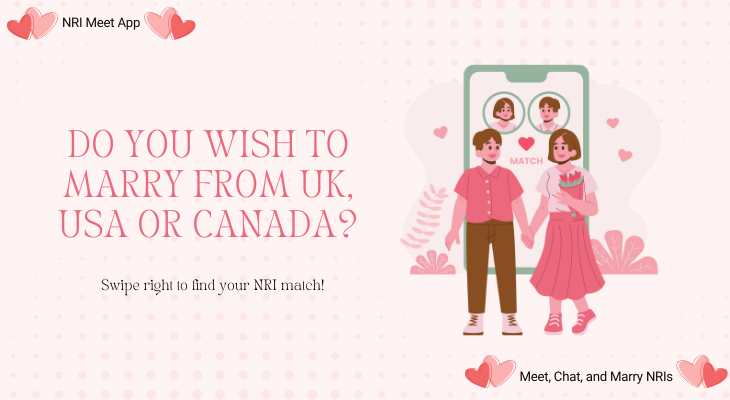 NRI Meet App
DO YOU WISH TO
MARRY FROM UK,
USA OR CANADA?
Swipe right to find your NRI match!
MATCH
Meet, Chat, and Marry NRIs